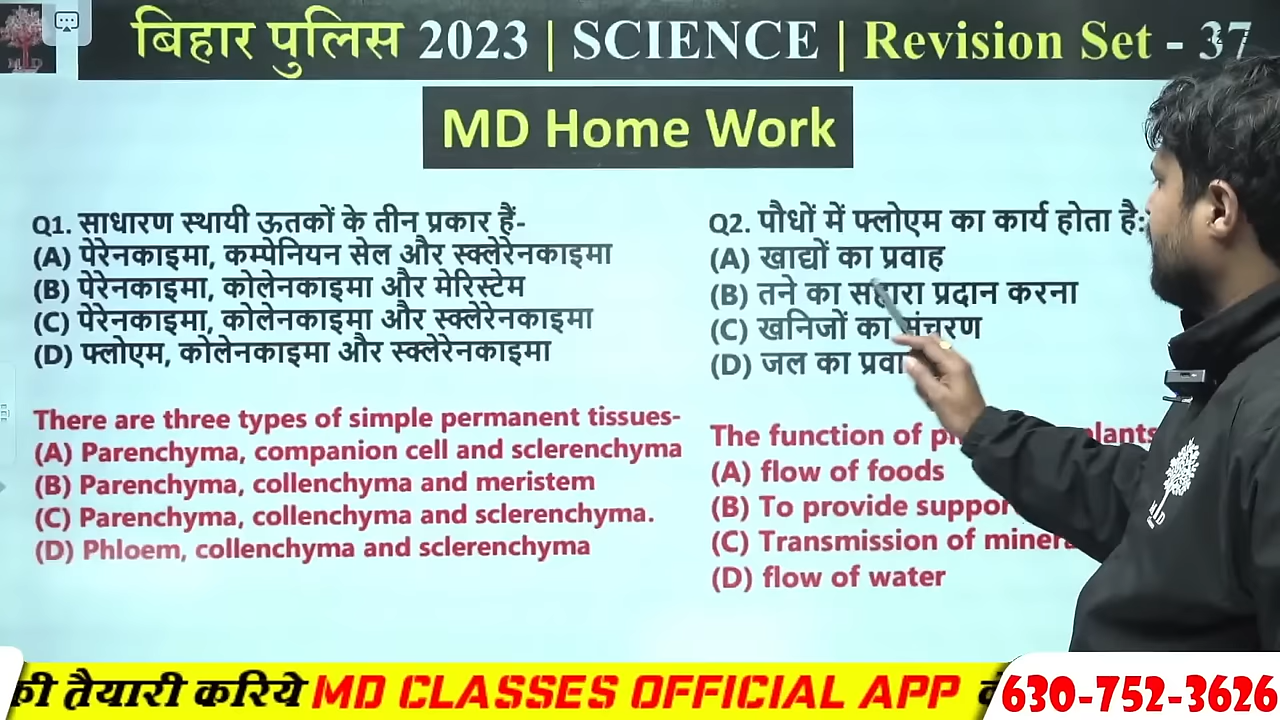 बिहार पुलिस 2023 | SCIENCE | Revision Set - 37
MD
MD Home Work
Q1. साधारण स्थायी ऊतकों के तीन प्रकार हैं-
(A) पेरेनकाइमा, कम्पेनियन सेल और स्क्लेरेनकाइमा
(B) पेरेनकाइमा, कोलेनकाइमा और मेरिस्टेम
(C) पेरेनकाइमा, कोलेनकाइमा और स्क्लेरेनकाइमा
(D) फ्लोएम, कोलेनकाइमा और स्क्लेरेनकाइमा
There are three types of simple permanent tissues-
(A) Parenchyma, companion cell and sclerenchyma
(B) Parenchyma, collenchyma and meristem
(C) Parenchyma, collenchyma and sclerenchyma.
(D) Phloem, collenchyma and sclerenchyma
Q2. पौधों में फ्लोएम का कार्य होता है:
(A) खाद्यों का प्रवाह
(B) तने का सहारा प्रदान करना
(C) खनिजों का संचरण
(D) जल का
The function of plants
(A) flow of foods
(B) To provide
(C) Transmission of
(D) flow of water
MD
की तैयारी करिये MD CLASSES OFFICIAL APP
630-752-3626